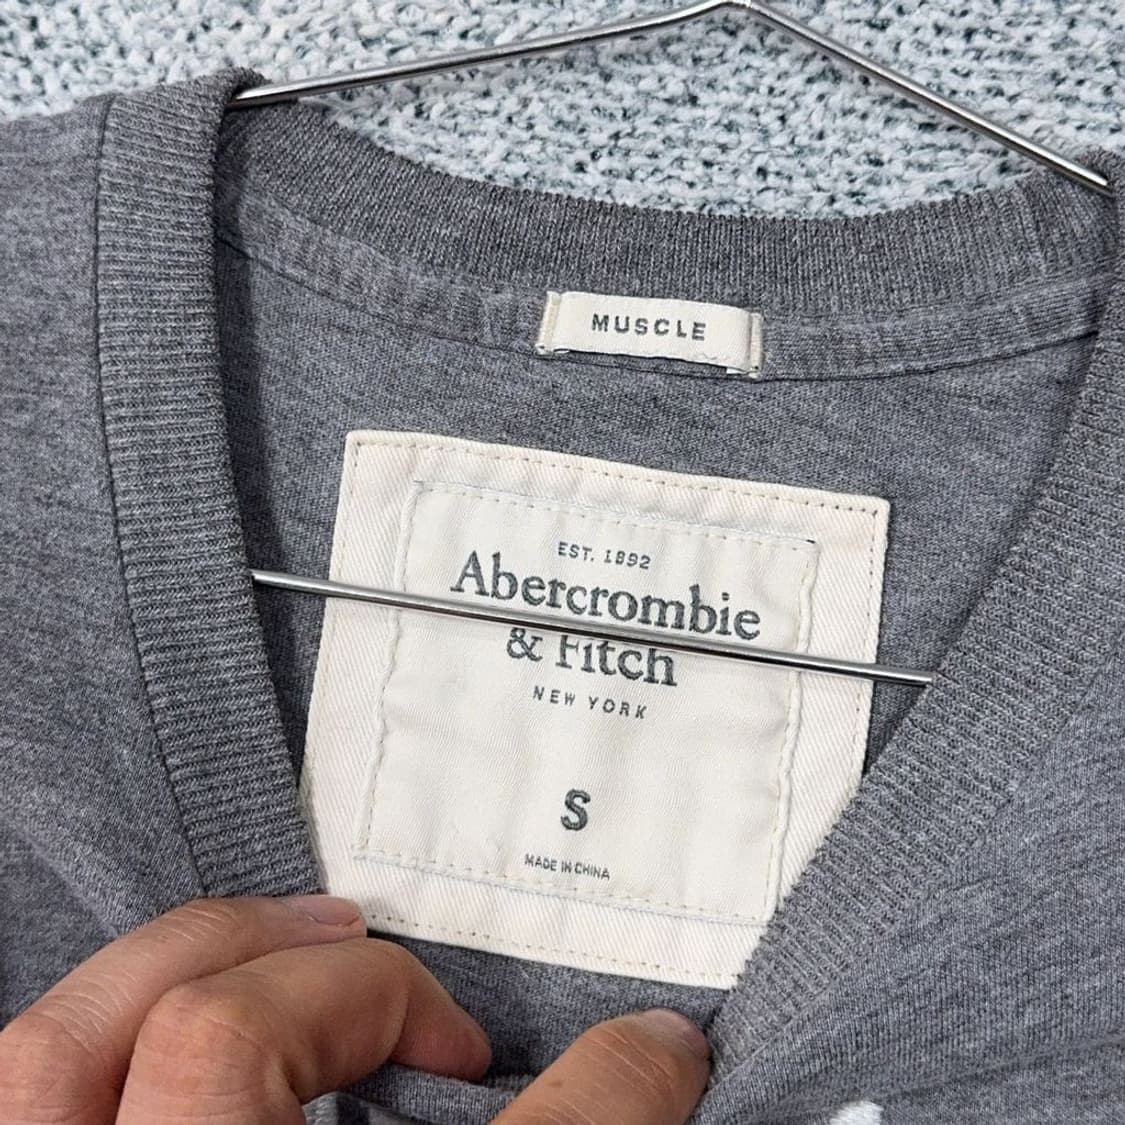 MUSCLE
EST. 1892
Abercrombie
& Fitch
NEW YORK
S
MADE IN CHINA